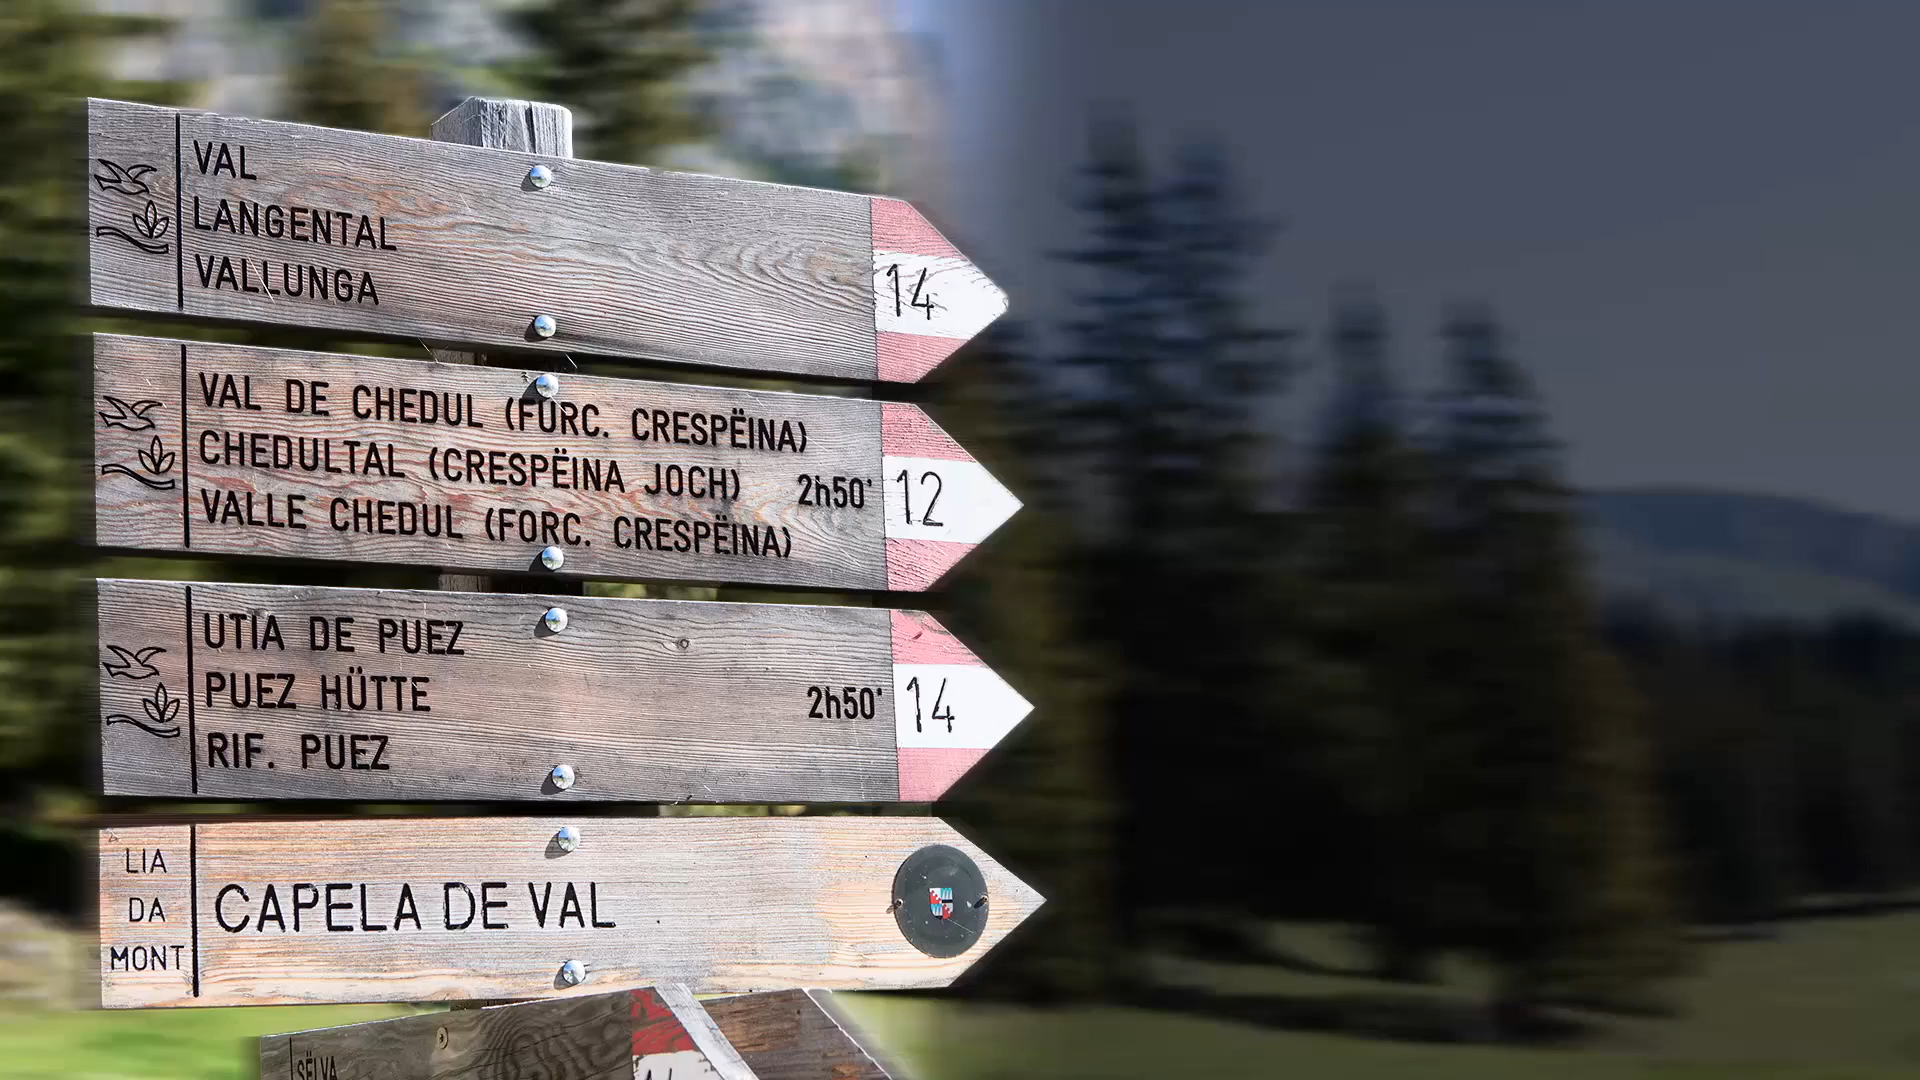 VAL
LANGENTAL
VALLUNGA
14
VAL DE CHEDUL (FURC. CRESPËINA)
CHEDULTAL (CRESPËINA JOCH) 2h50'
VALLE CHEDUL (FORC. CRESPËINA)
12
UTIA DE PUEZ
PUEZ HÜTTE
RIF. PUEZ
2h50'
14
LIA
DA
MONT
CAPELA DE VAL
SËLVA